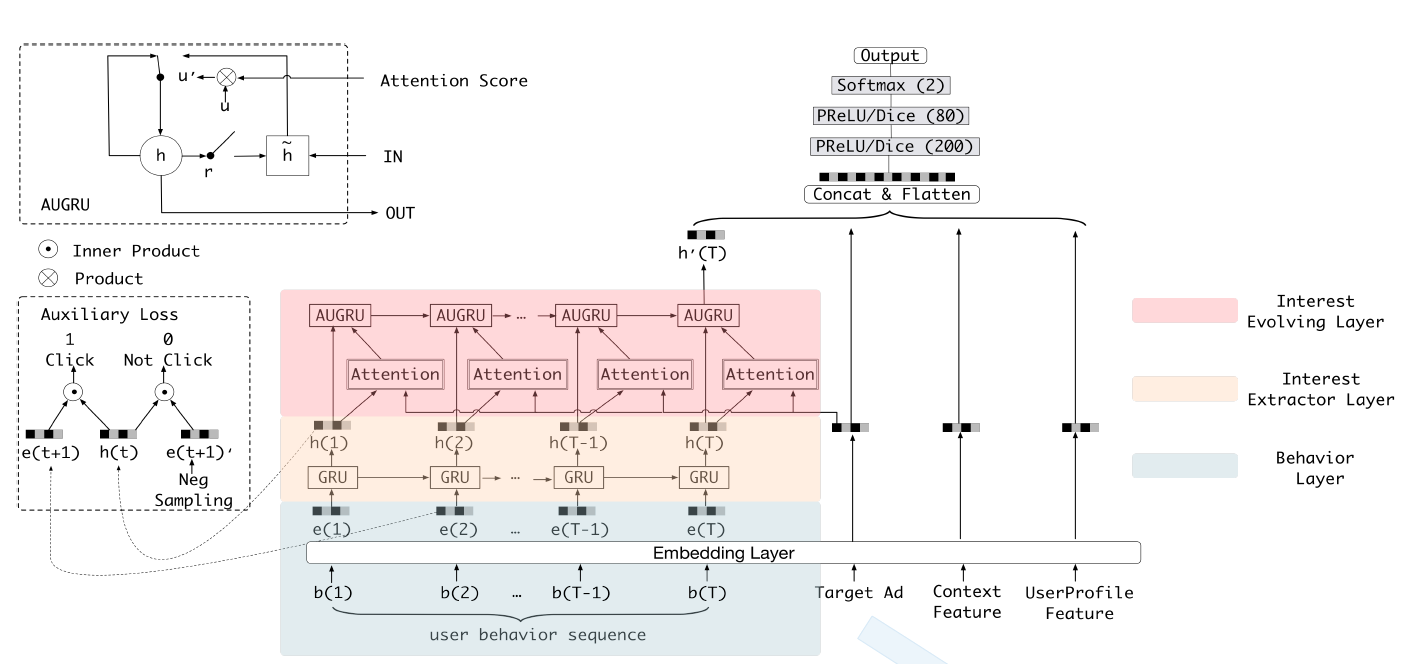 Output
Softmax (2)
PReLU/Dice (80)
PReLU/Dice (200)
Concat & Flatten
u′
u
Attention Score
h
r
h̃
IN
AUGRU
OUT
Inner Product
Product
h′(T)
Auxiliary Loss
1
0
Click
Not Click
e(t+1)
h(t)
e(t+1)′
Neg
Sampling
AUGRU
AUGRU
...
AUGRU
AUGRU
Attention
Attention
Attention
Attention
h(1)
h(2)
h(T-1)
h(T)
GRU
GRU
...
GRU
GRU
e(1)
e(2)
...
e(T-1)
e(T)
Embedding Layer
b(1)
b(2)
...
b(T-1)
b(T)
user behavior sequence
Target Ad
Context
Feature
UserProfile
Feature
Interest
Evolving Layer
Interest
Extractor Layer
Behavior
Layer